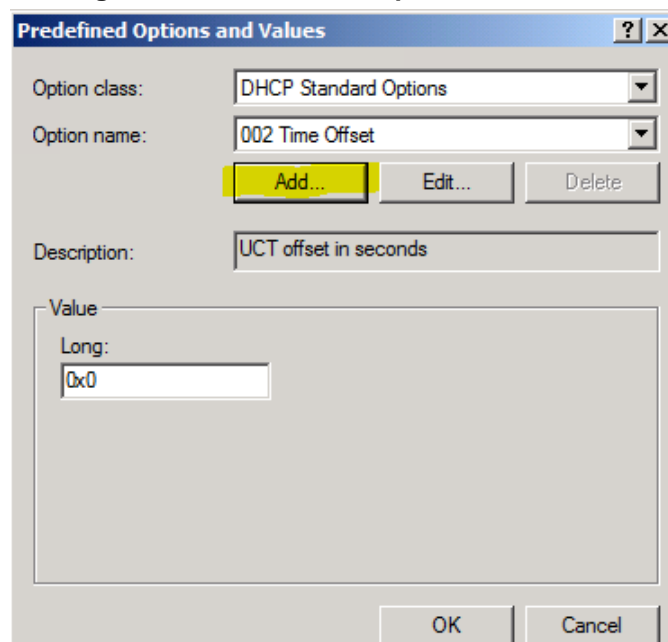 Predefined Options and Values ? X
Option class: DHCP Standard Options
Option name: 002 Time Offset
Add... Edit... Delete
Description: UCT offset in seconds
Value
Long:
0x0
OK Cancel